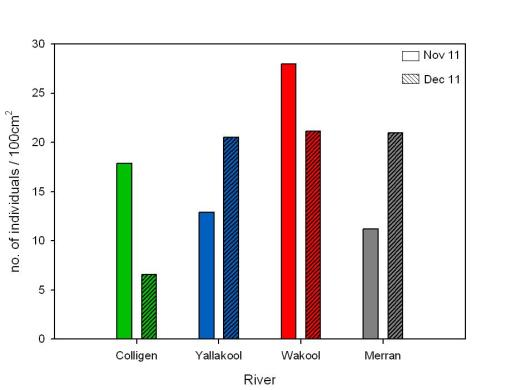 30
Nov 11
Dec 11
25
20
15
10
5
0
no. of individuals / 100cm²
Colligen Yallakool Wakool Merran
River